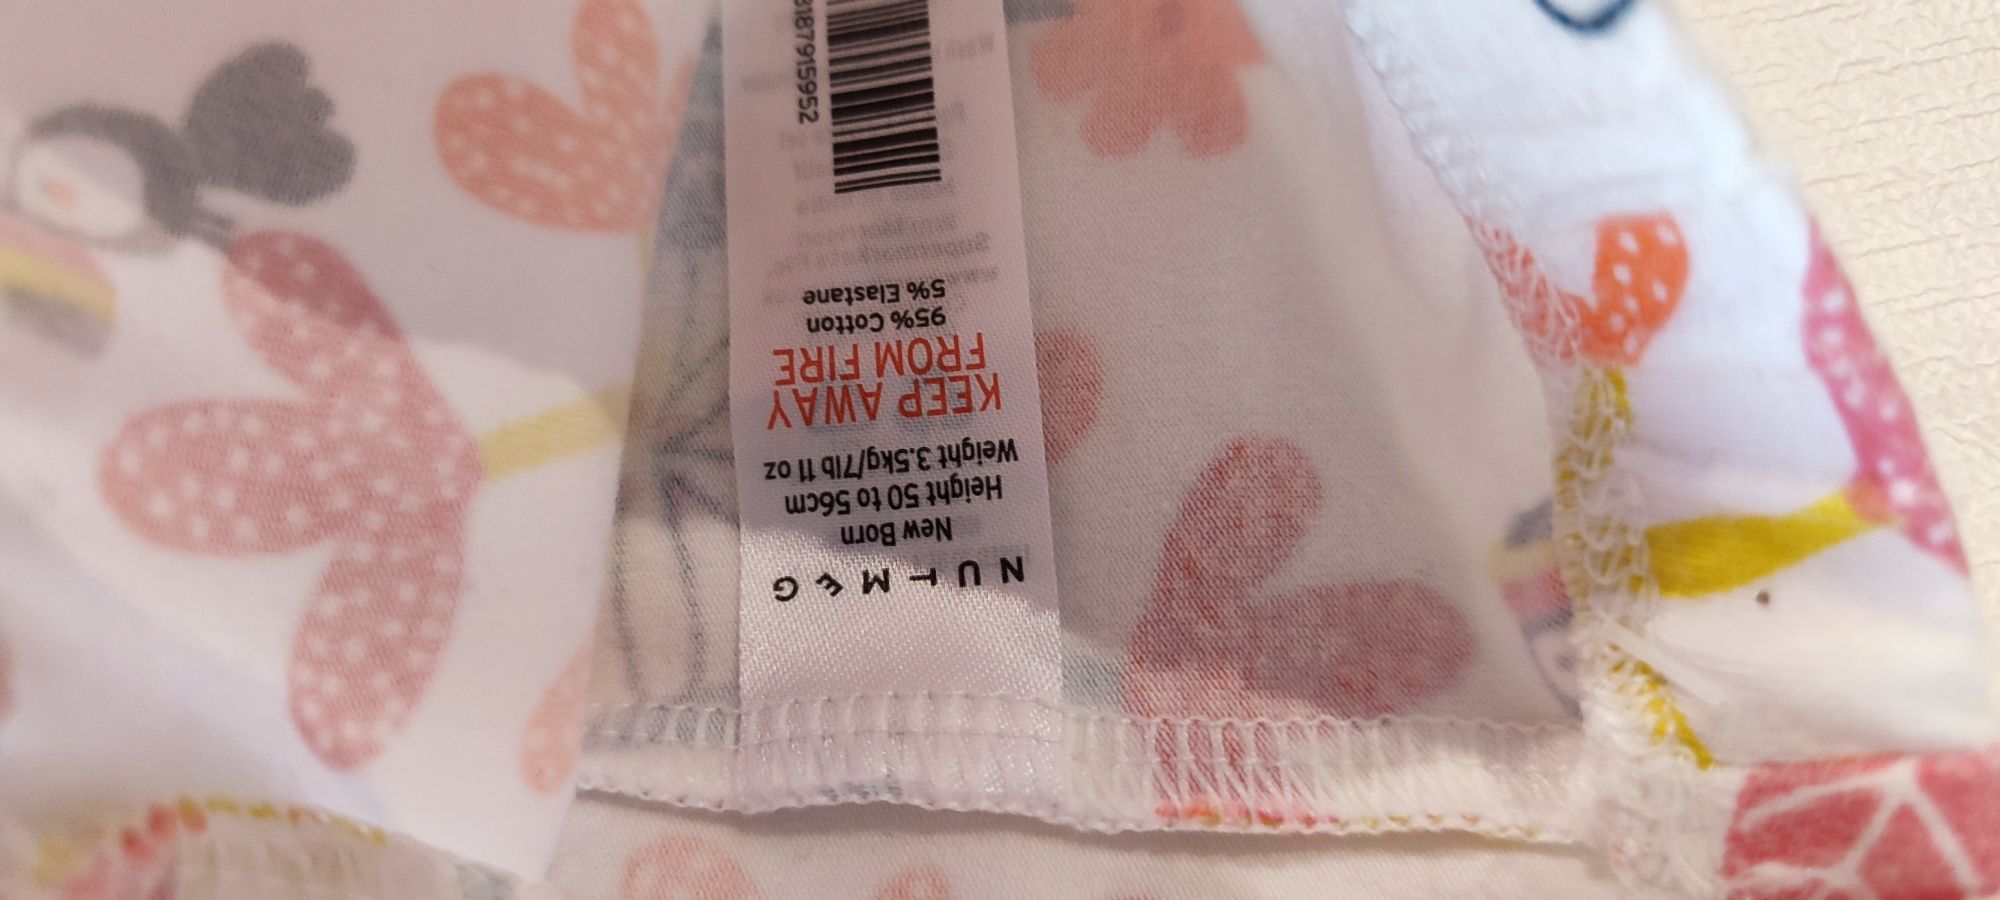 NUTMEG
New Born
Height 50 to 56cm
Weight 3.5kg/7lb 11 oz
KEEP AWAY
FROM FIRE
95% Cotton
5% Elastane
8187915952